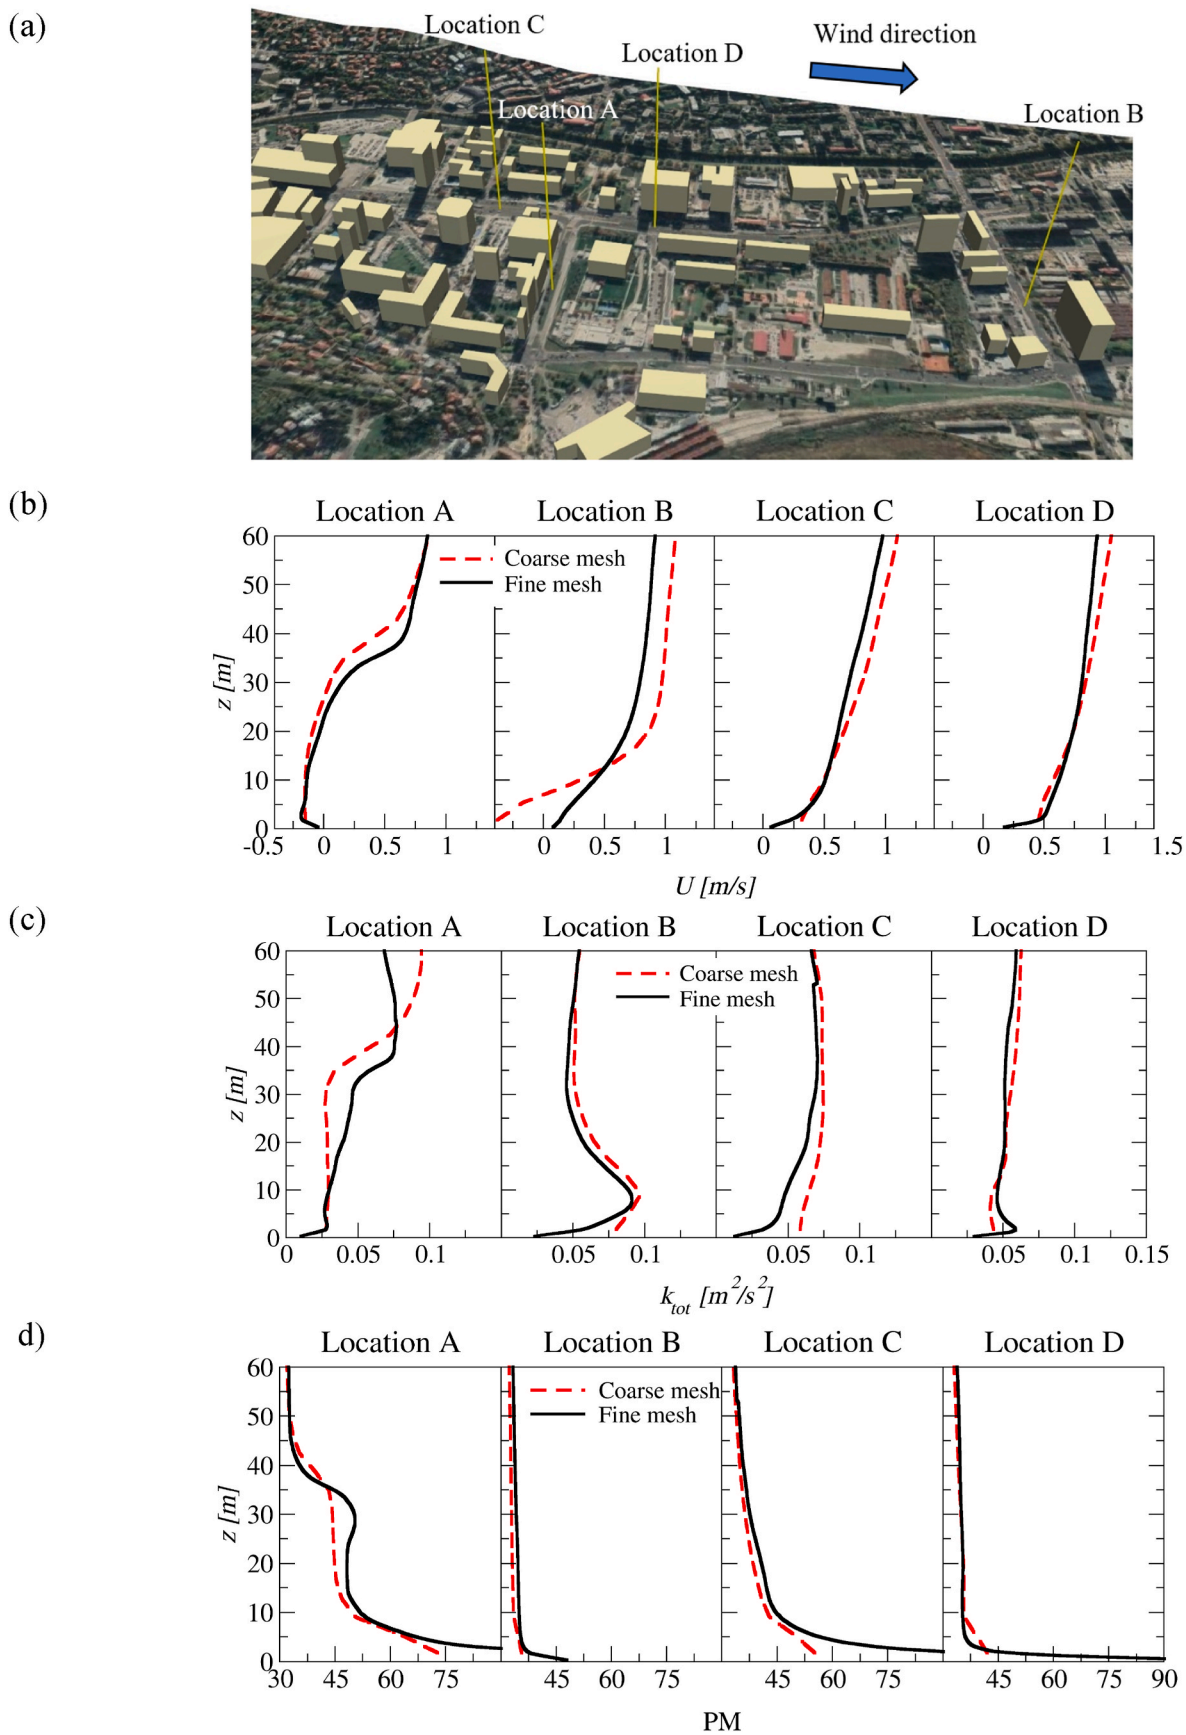 (a)
Location C
Location D
Wind direction
Location A
Location B
(b)
Location A Location B Location C Location D
Coarse mesh
Fine mesh
60
50
40
30
20
10
0
z [m]
-0.5 0 0.5 1 0 0.5 1 0 0.5 1 0 0.5 1 1.5
U [m/s]
(c)
Location A Location B Location C Location D
Coarse mesh
Fine mesh
60
50
40
30
20
10
0
z [m]
0 0.05 0.1 0.05 0.1 0.05 0.1 0.05 0.1 0.15
k_tot [m²/s²]
d)
Location A Location B Location C Location D
Coarse mesh
Fine mesh
60
50
40
30
20
10
0
z [m]
30 45 60 75 45 60 75 45 60 75 45 60 75 90
PM